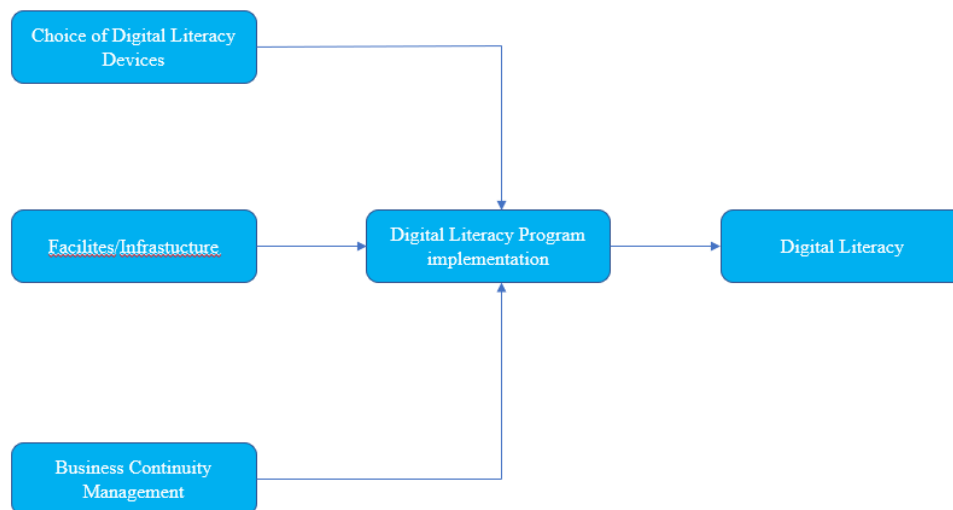 Choice of Digital Literacy
Devices
Facilites/Infrastucture
Digital Literacy Program
implementation
Digital Literacy
Business Continuity
Management